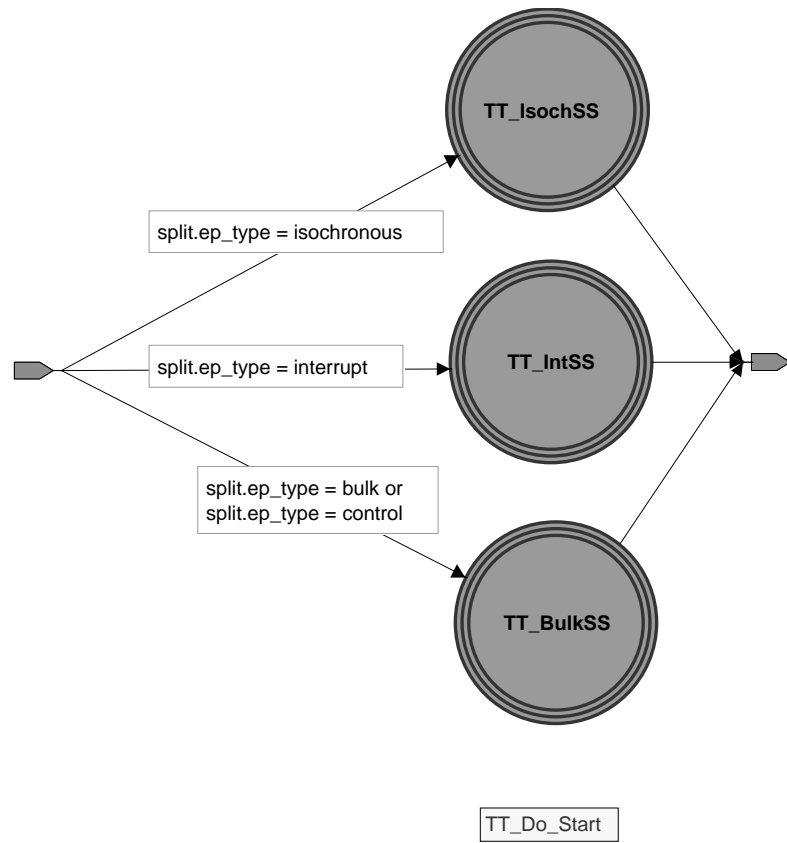 TT_IsochSS
split.ep_type = isochronous
split.ep_type = interrupt
TT_IntSS
split.ep_type = bulk or
split.ep_type = control
TT_BulkSS
TT_Do_Start